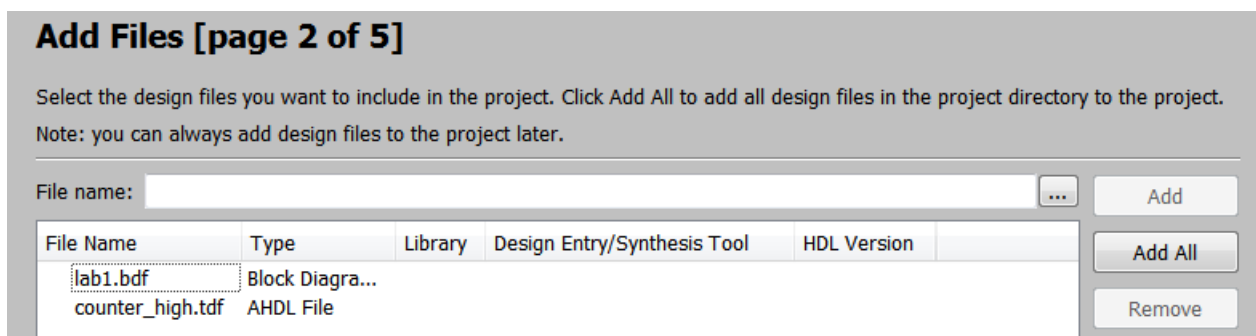 Add Files [page 2 of 5]
Select the design files you want to include in the project. Click Add All to add all design files in the project directory to the project.
Note: you can always add design files to the project later.
File name: ... Add
File Name Type Library Design Entry/Synthesis Tool HDL Version Add All
lab1.bdf Block Diagra...
counter_high.tdf AHDL File Remove